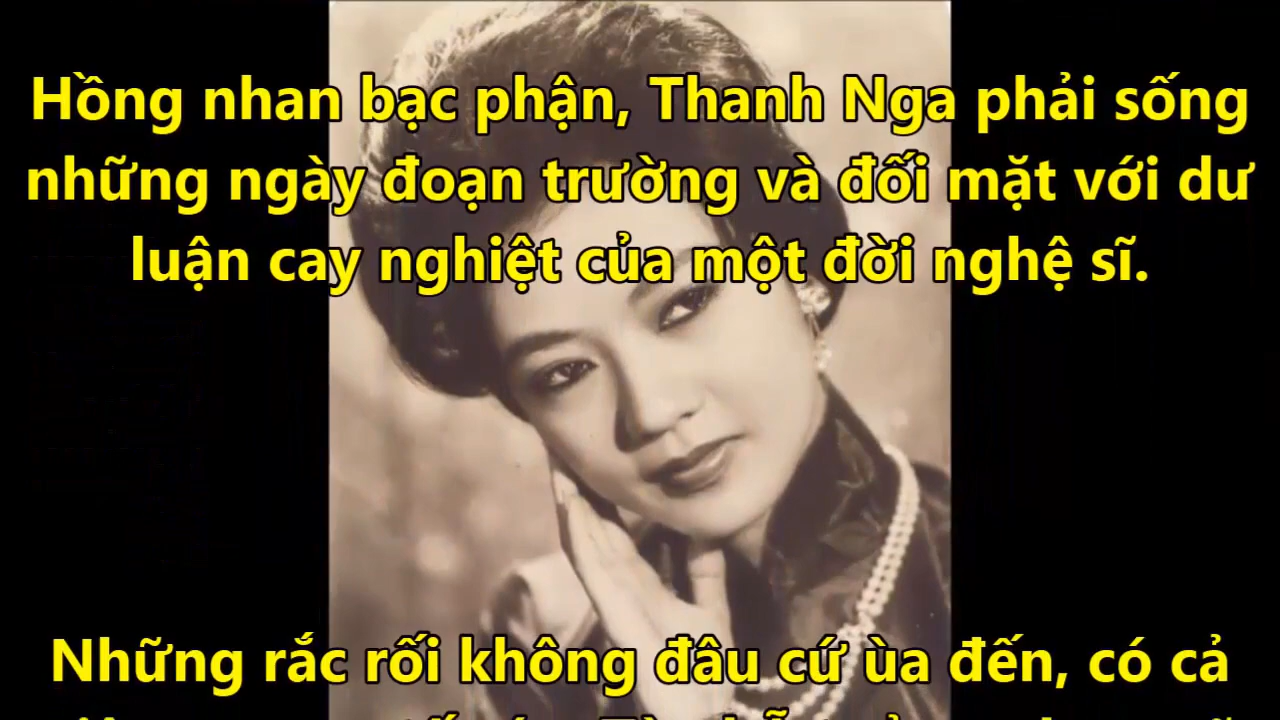 Hồng nhan bạc phận, Thanh Nga phải sống
những ngày đoạn trường và đối mặt với dư
luận cay nghiệt của một đời nghệ sĩ.
Những rắc rối không đâu cứ ùa đến, có cả